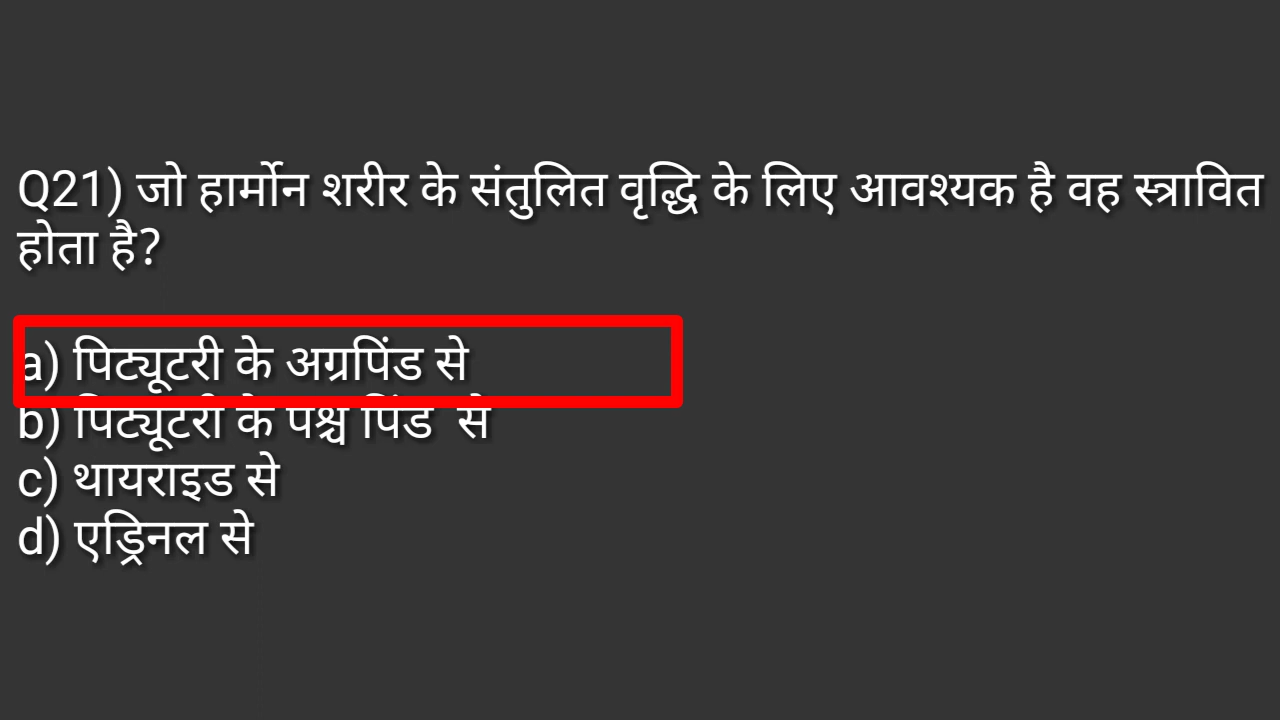 Q21) जो हार्मोन शरीर के संतुलित वृद्धि के लिए आवश्यक है वह स्त्रावित
होता है?
a) पिट्यूटरी के अग्रपिंड से
b) पिट्यूटरी के पश्च पिंड से
c) थायराइड से
d) एड्रिनल से